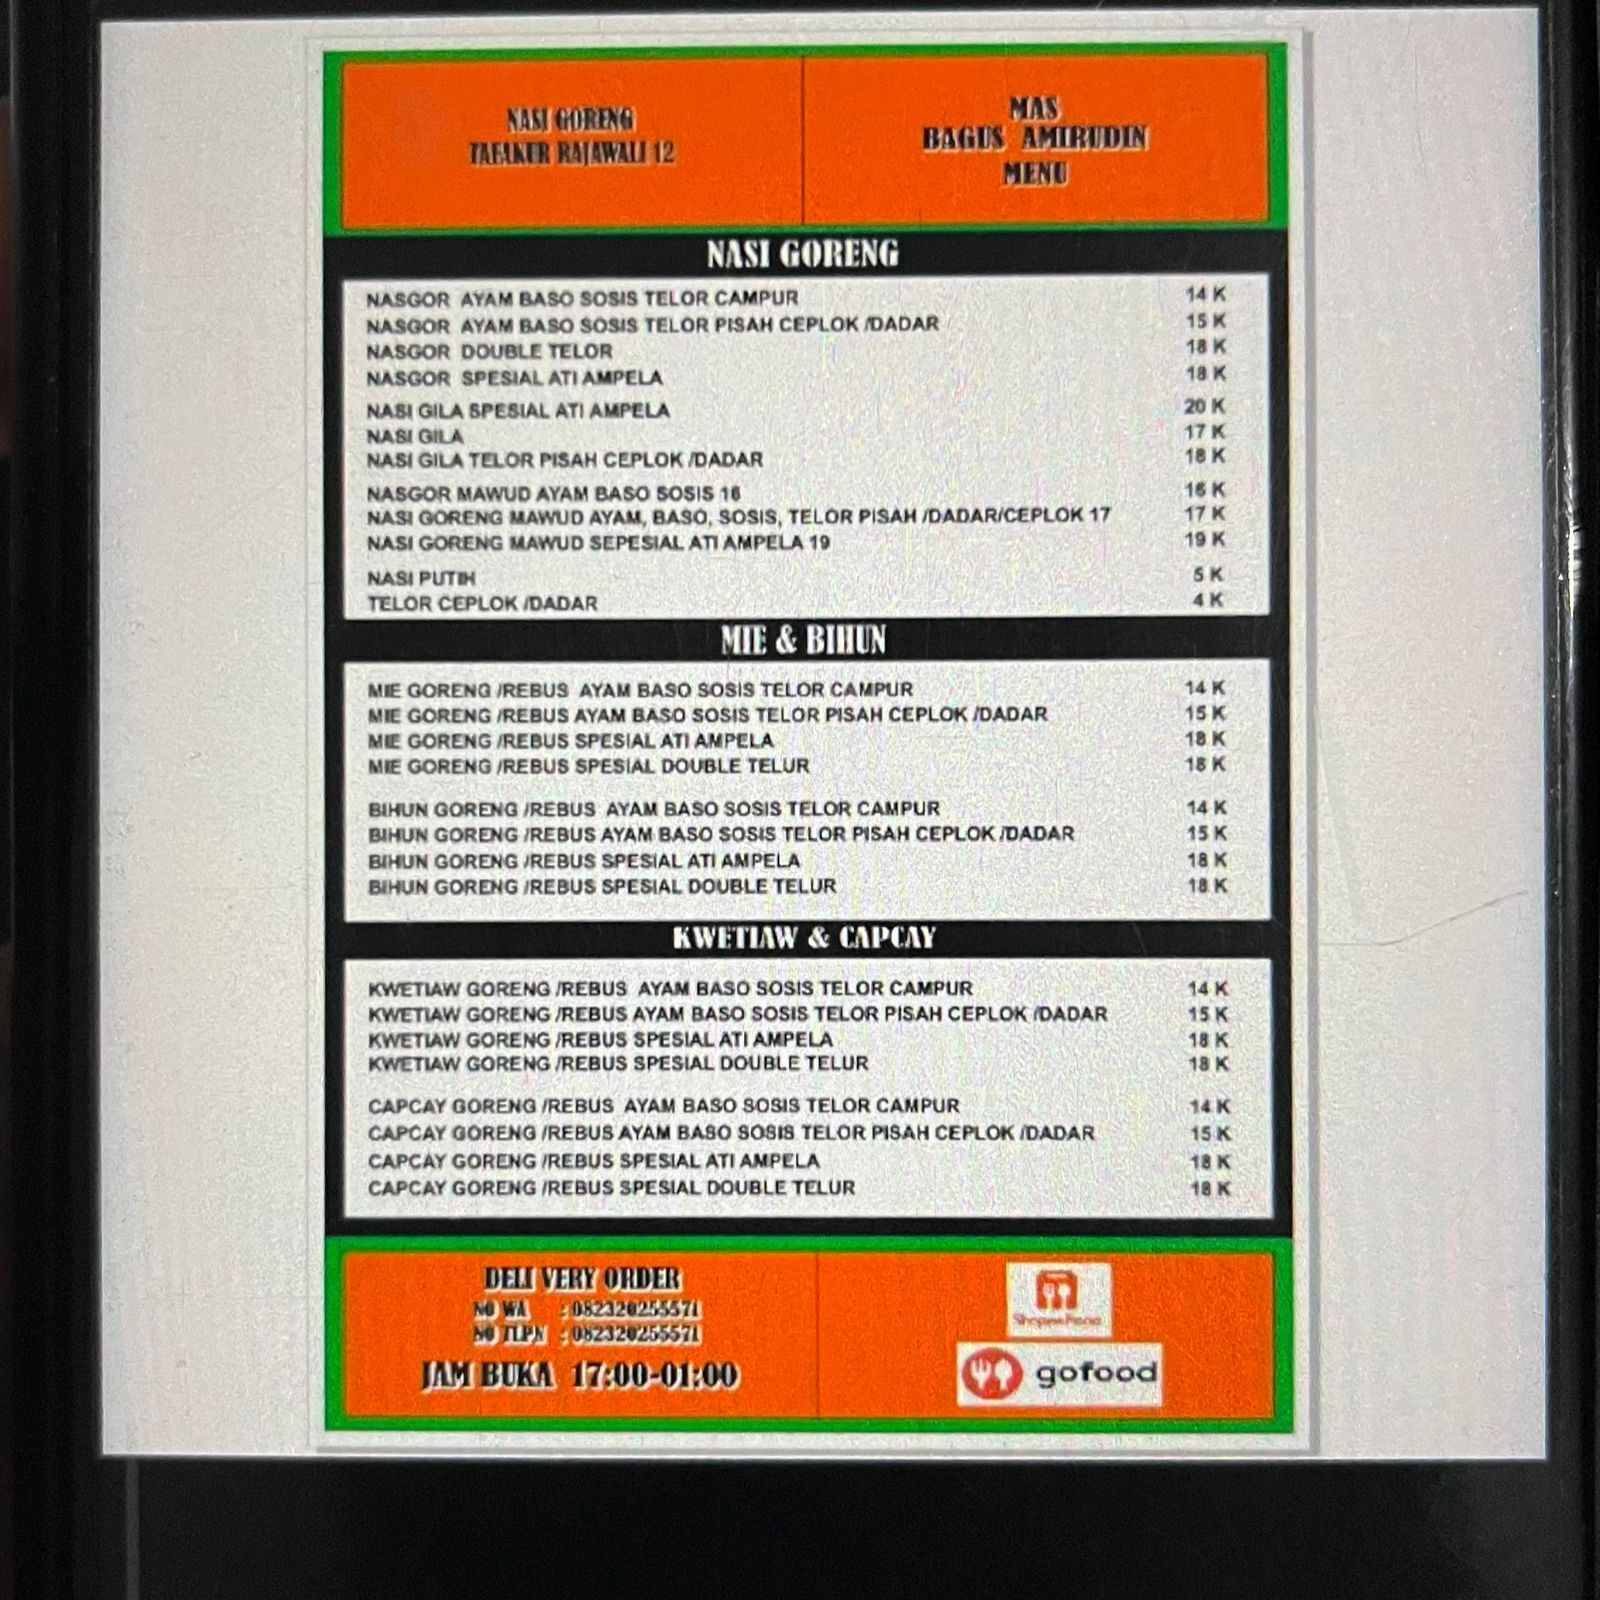 NASI GORENG
TAFAKUR RAJAWALI 12
MAS
BAGUS AMIRUDIN
MENU
NASI GORENG
NASGOR AYAM BASO SOSIS TELOR CAMPUR 14 K
NASGOR AYAM BASO SOSIS TELOR PISAH CEPLOK /DADAR 15 K
NASGOR DOUBLE TELOR 18 K
NASGOR SPESIAL ATI AMPELA 18 K
NASI GILA SPESIAL ATI AMPELA 20 K
NASI GILA 17 K
NASI GILA TELOR PISAH CEPLOK /DADAR 18 K
NASGOR MAWUD AYAM BASO SOSIS 16 16 K
NASI GORENG MAWUD AYAM, BASO, SOSIS, TELOR PISAH /DADAR/CEPLOK 17 17 K
NASI GORENG MAWUD SEPESIAL ATI AMPELA 19 19 K
NASI PUTIH 5 K
TELOR CEPLOK /DADAR 4 K
MIE & BIHUN
MIE GORENG /REBUS AYAM BASO SOSIS TELOR CAMPUR 14 K
MIE GORENG /REBUS AYAM BASO SOSIS TELOR PISAH CEPLOK /DADAR 15 K
MIE GORENG /REBUS SPESIAL ATI AMPELA 18 K
MIE GORENG /REBUS SPESIAL DOUBLE TELUR 18 K
BIHUN GORENG /REBUS AYAM BASO SOSIS TELOR CAMPUR 14 K
BIHUN GORENG /REBUS AYAM BASO SOSIS TELOR PISAH CEPLOK /DADAR 15 K
BIHUN GORENG /REBUS SPESIAL ATI AMPELA 18 K
BIHUN GORENG /REBUS SPESIAL DOUBLE TELUR 18 K
KWETIAW & CAPCAY
KWETIAW GORENG /REBUS AYAM BASO SOSIS TELOR CAMPUR 14 K
KWETIAW GORENG /REBUS AYAM BASO SOSIS TELOR PISAH CEPLOK /DADAR 15 K
KWETIAW GORENG /REBUS SPESIAL ATI AMPELA 18 K
KWETIAW GORENG /REBUS SPESIAL DOUBLE TELUR 18 K
CAPCAY GORENG /REBUS AYAM BASO SOSIS TELOR CAMPUR 14 K
CAPCAY GORENG /REBUS AYAM BASO SOSIS TELOR PISAH CEPLOK /DADAR 15 K
CAPCAY GORENG /REBUS SPESIAL ATI AMPELA 18 K
CAPCAY GORENG /REBUS SPESIAL DOUBLE TELUR 18 K
DELI VERY ORDER
NO WA : 082320255571
NO TLPN : 082320255571
JAM BUKA 17:00-01:00
ShopeeFood
gofood